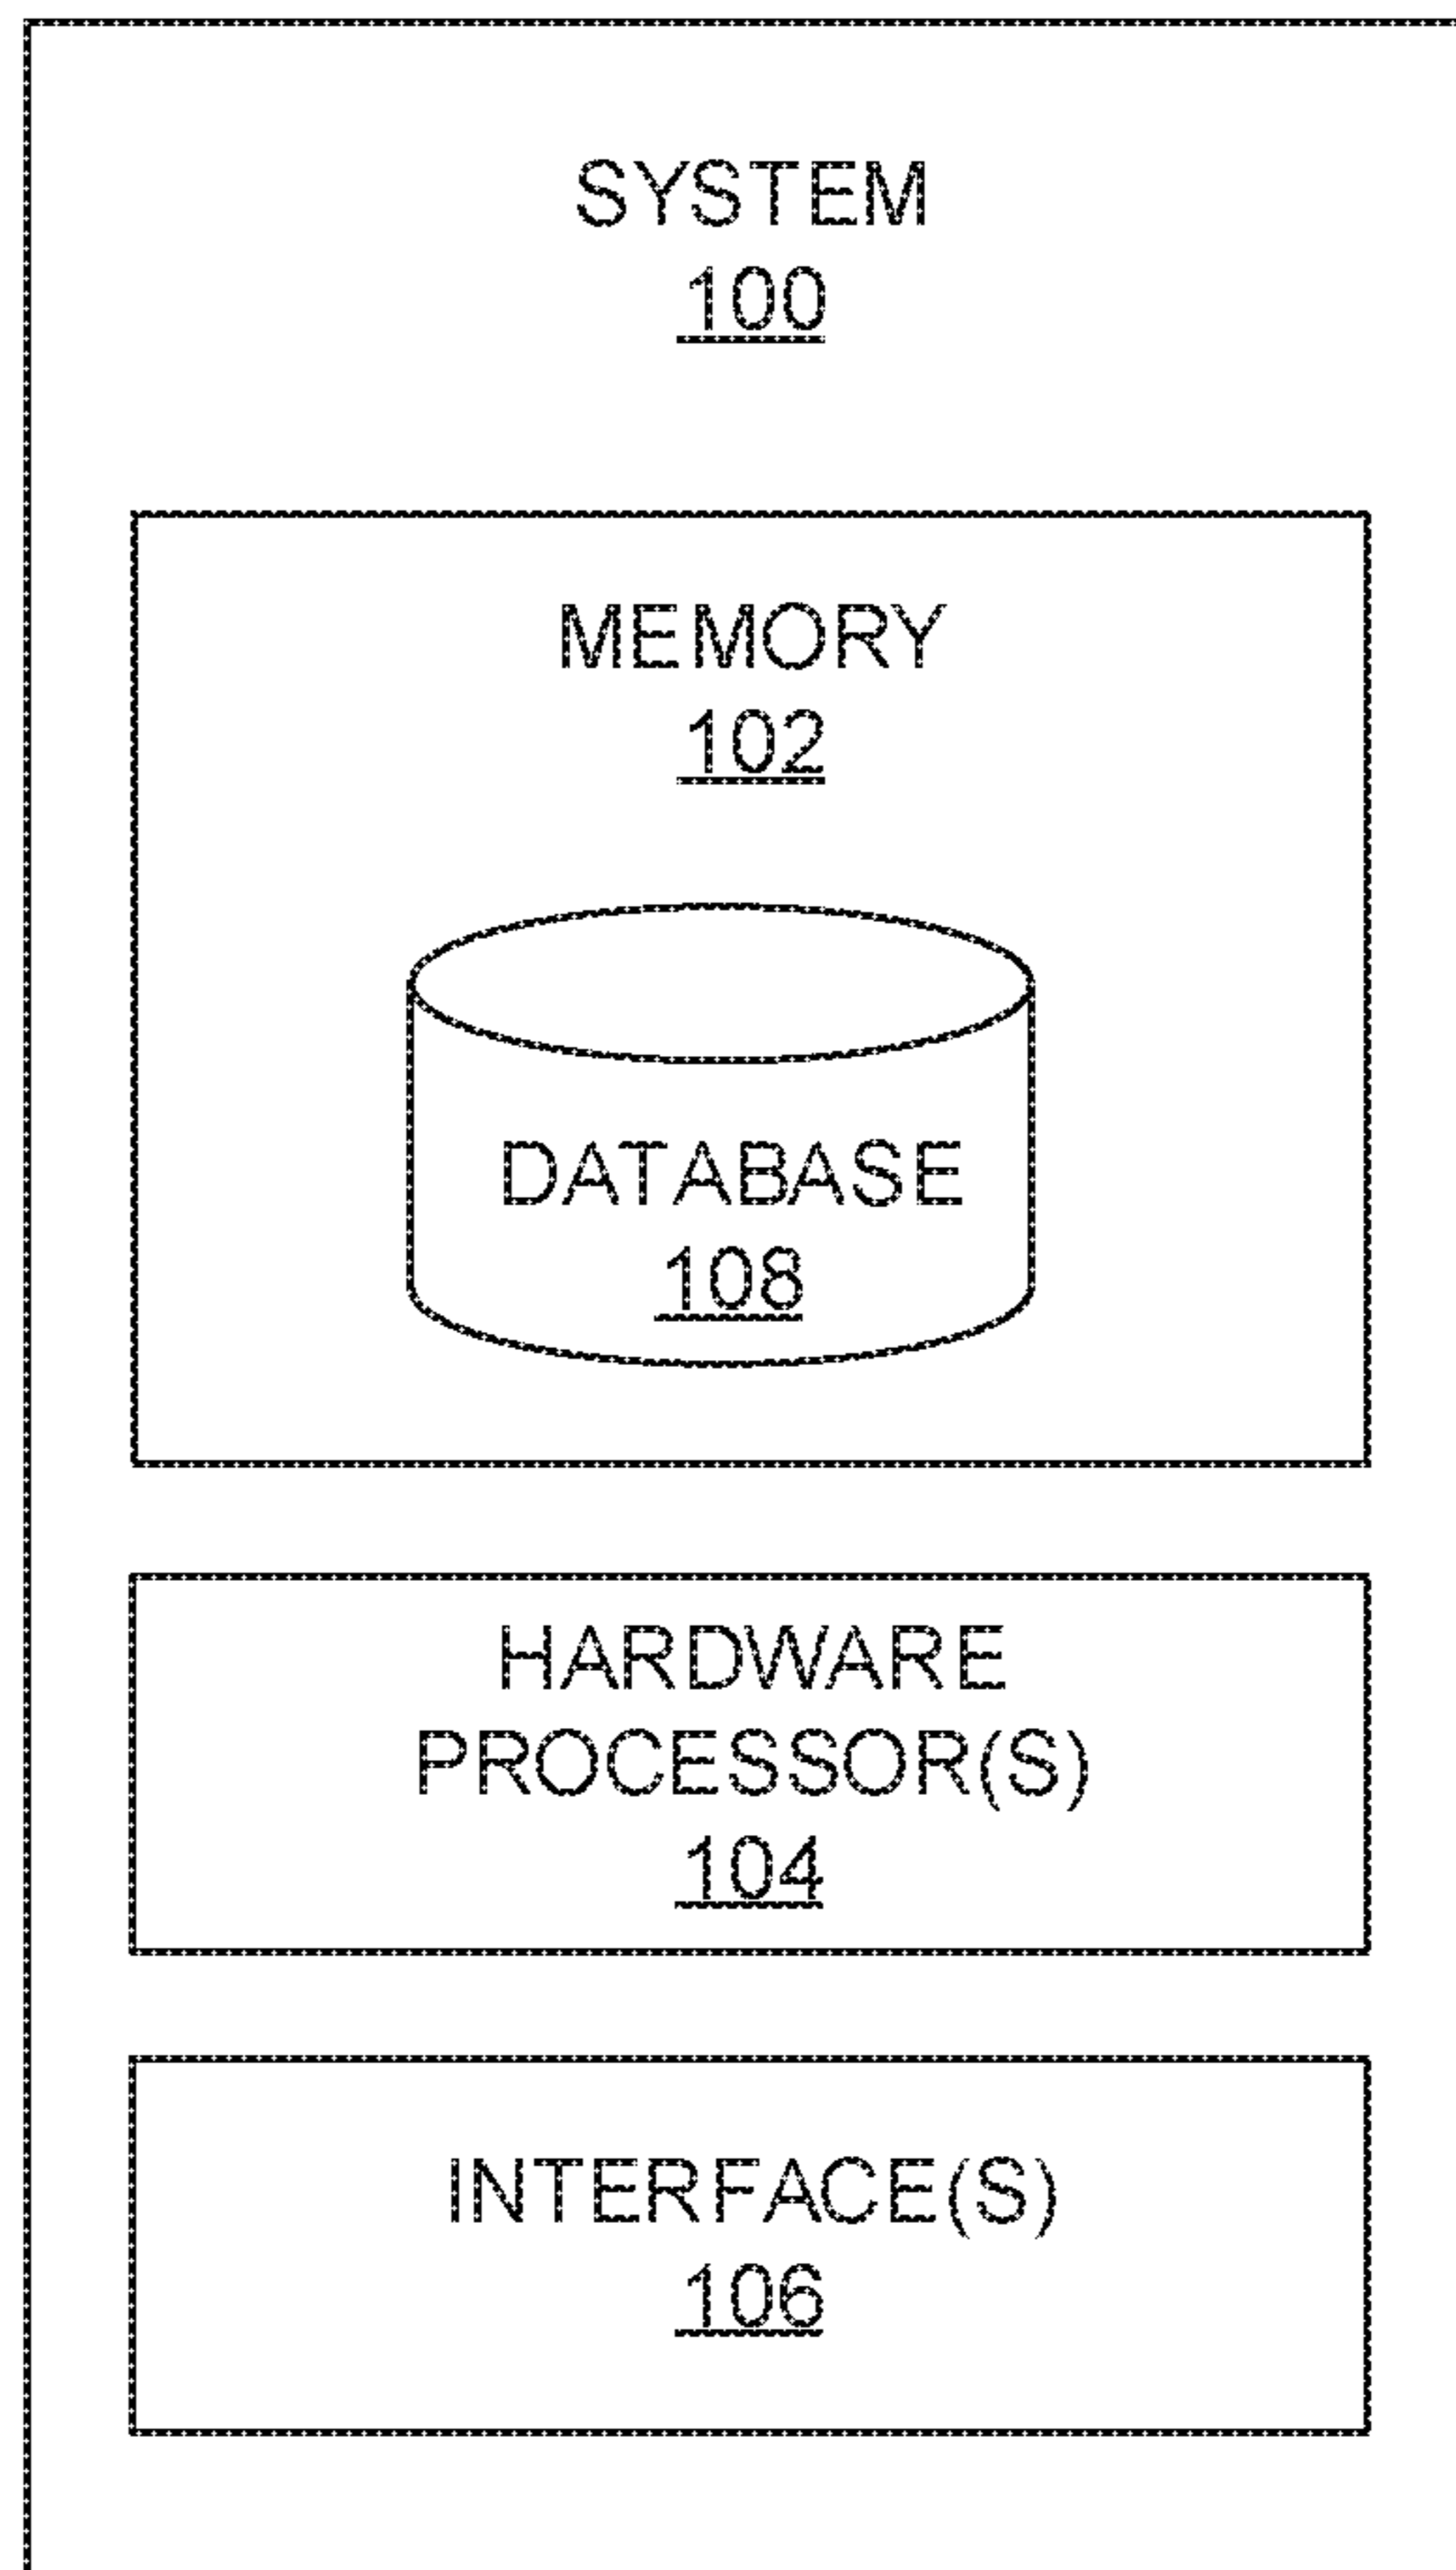 SYSTEM
100
MEMORY
102
DATABASE
108
HARDWARE
PROCESSOR(S)
104
INTERFACE(S)
106